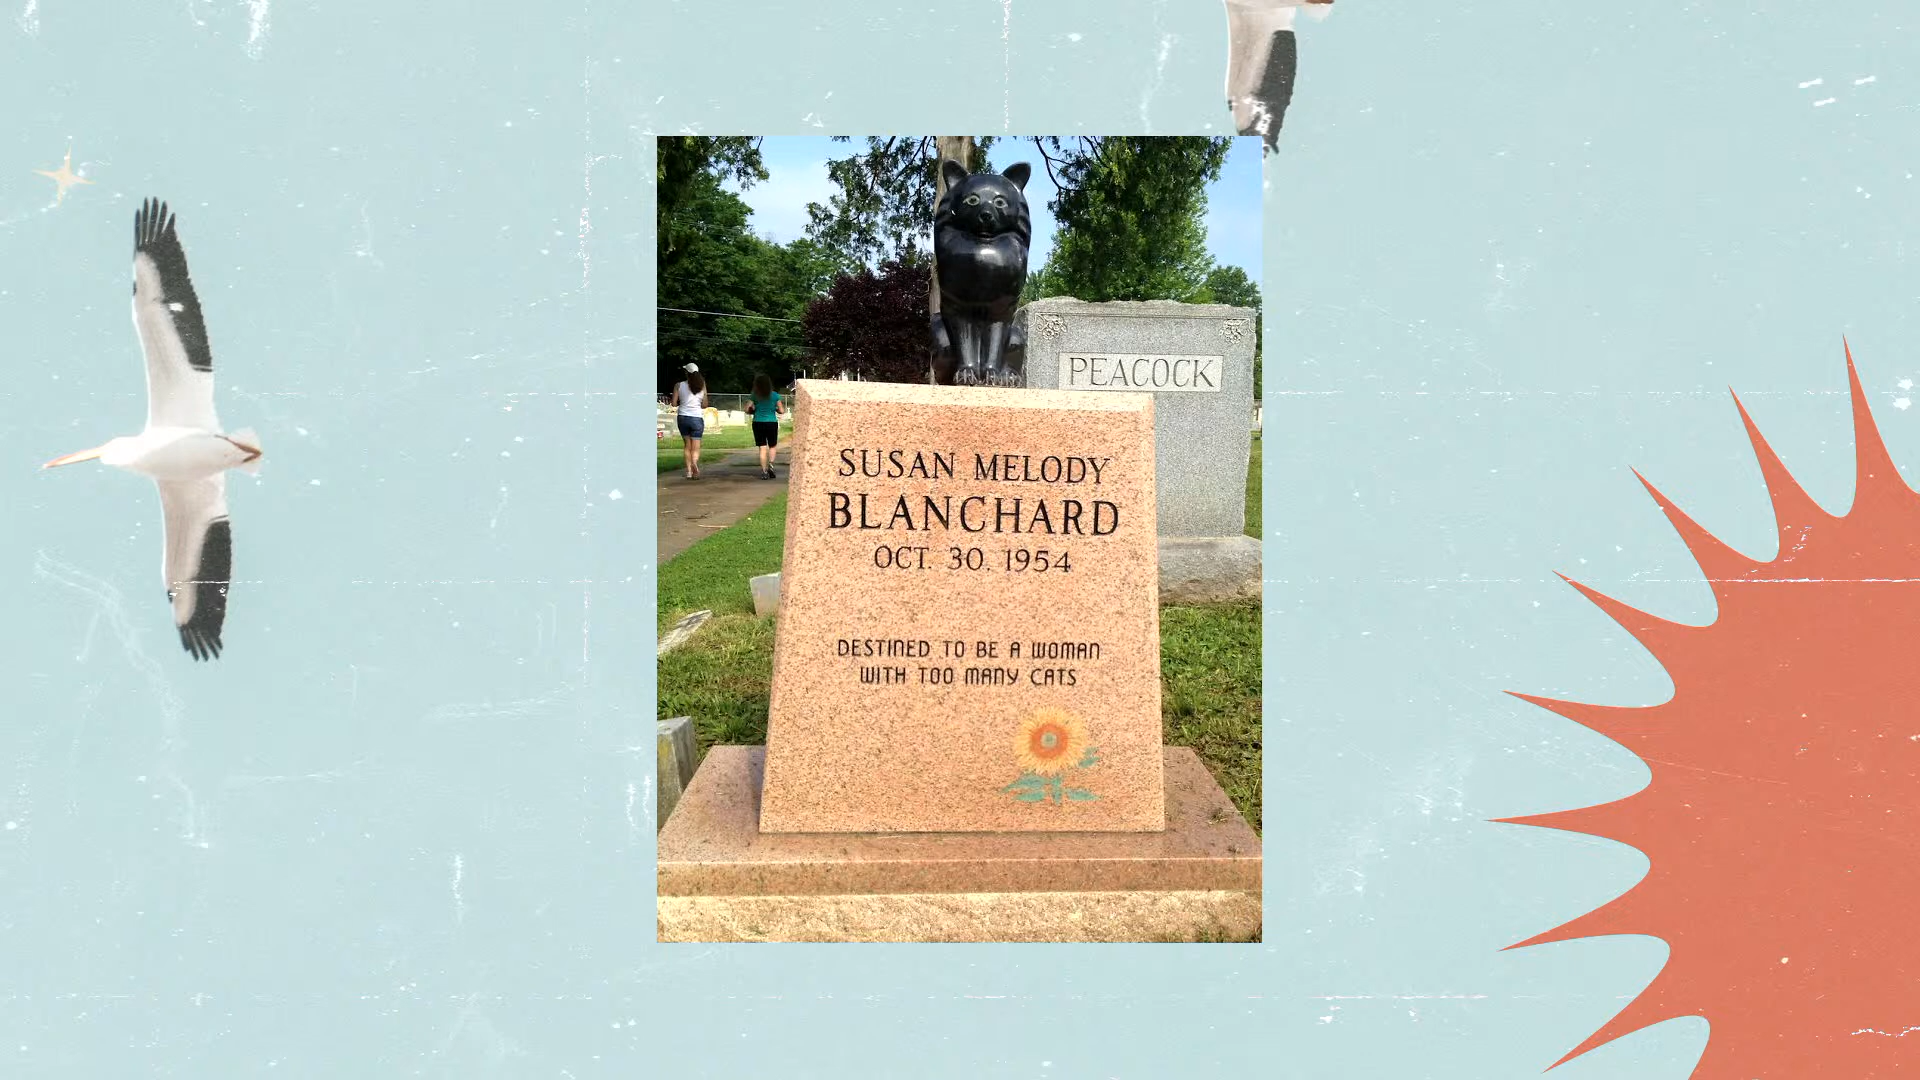 PEACOCK
SUSAN MELODY
BLANCHARD
OCT. 30. 1954
DESTINED TO BE A WOMAN
WITH TOO MANY CATS